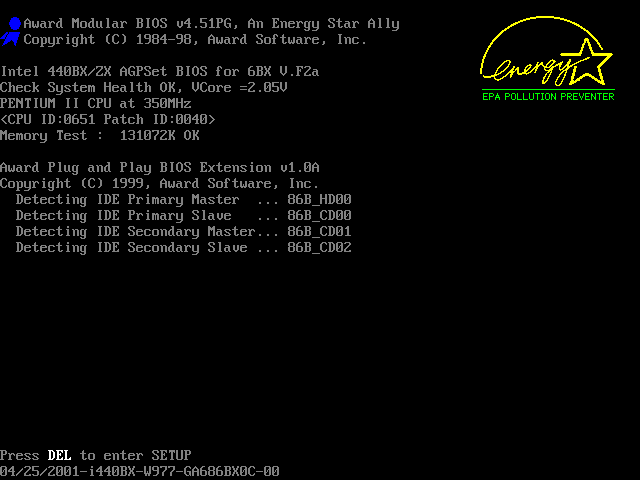 Award Modular BIOS v4.51PG, An Energy Star Ally
Copyright (C) 1984-98, Award Software, Inc.
energy
EPA POLLUTION PREVENTER
Intel 440BX/ZX AGPSet BIOS for 6BX V.F2a
Check System Health OK, VCore =2.05V
PENTIUM II CPU at 350MHz
<CPU ID:0651 Patch ID:0040>
Memory Test :  131072K OK
Award Plug and Play BIOS Extension v1.0A
Copyright (C) 1999, Award Software, Inc.
Detecting IDE Primary Master  ... 86B_HD00
Detecting IDE Primary Slave   ... 86B_CD00
Detecting IDE Secondary Master... 86B_CD01
Detecting IDE Secondary Slave ... 86B_CD02
Press DEL to enter SETUP
04/25/2001-i440BX-W977-GA686BX0C-00